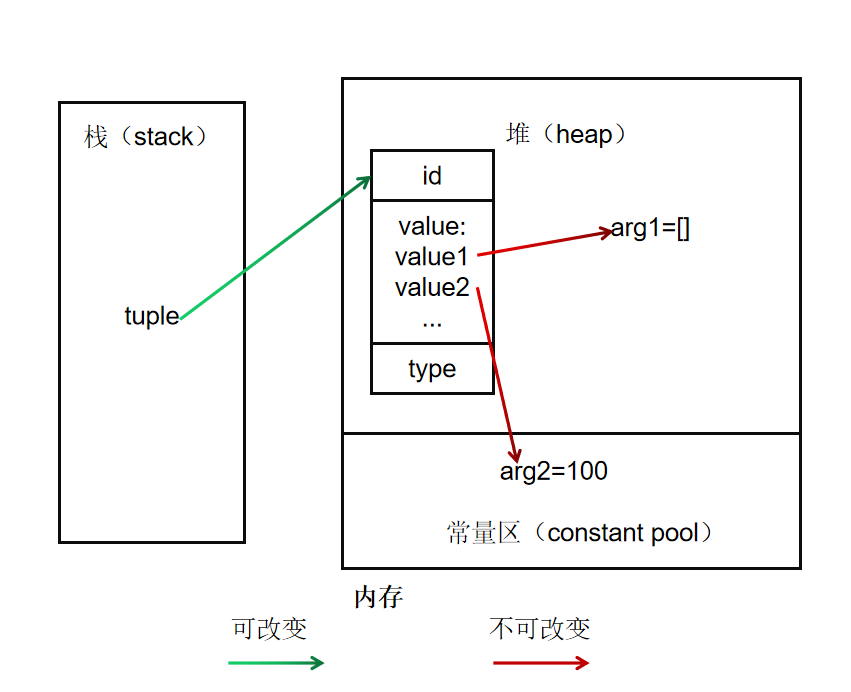 栈（stack）
tuple
堆（heap）
id
value:
value1
value2
...
type
arg1=[]
arg2=100
常量区（constant pool）
内存
可改变
不可改变